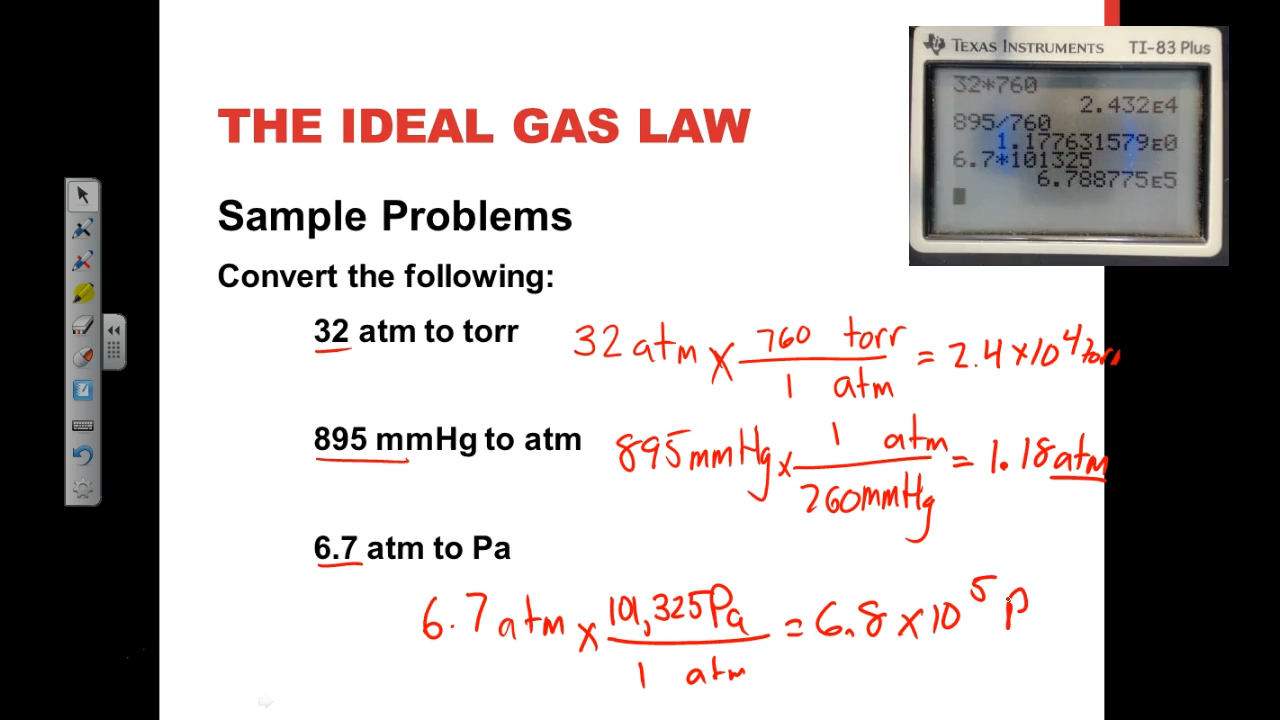 TEXAS INSTRUMENTS TI-83 Plus
32*760
2.432E4
895/760
1.177631579E0
6.7*101325
6.788775E5
THE IDEAL GAS LAW
Sample Problems
Convert the following:
32 atm to torr 32 atm x 760 torr / 1 atm = 2.4 x 10^4 torr
895 mmHg to atm 895 mmHg x 1 atm / 760 mmHg = 1.18 atm
6.7 atm to Pa
6.7 atm x 101,325 Pa / 1 atm = 6.8 x 10^5 P